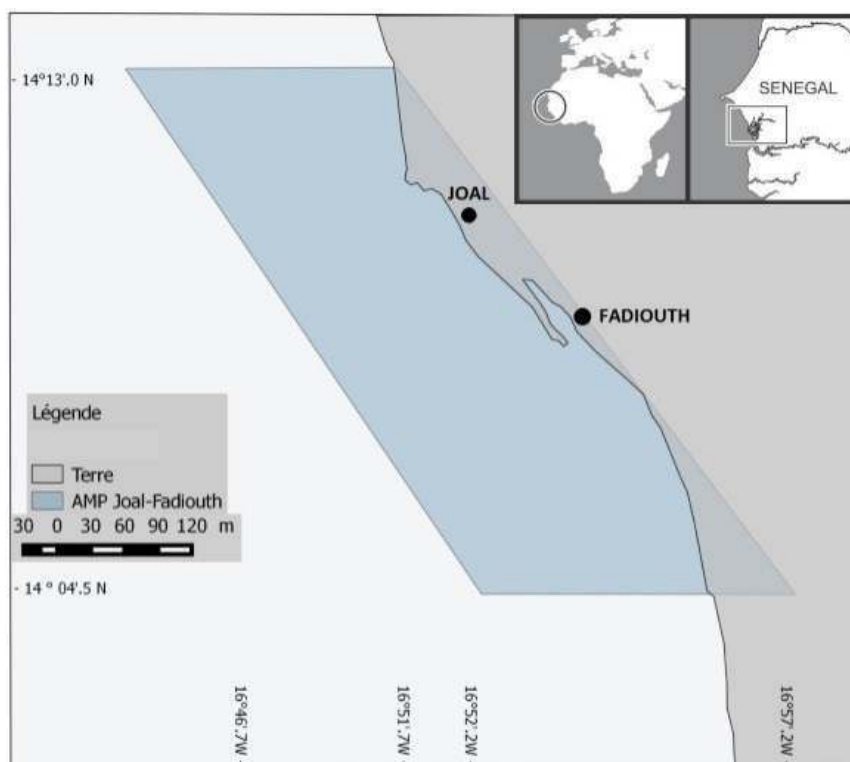 - 14°13'.0 N
SENEGAL
JOAL
FADIOUTH
Légende
Terre
AMP Joal-Fadiouth
30 0 30 60 90 120 m
- 14 ° 04'.5 N
16°46'.7W -
16°51'.7W -
16°52'.2W -
16°57'.2W -